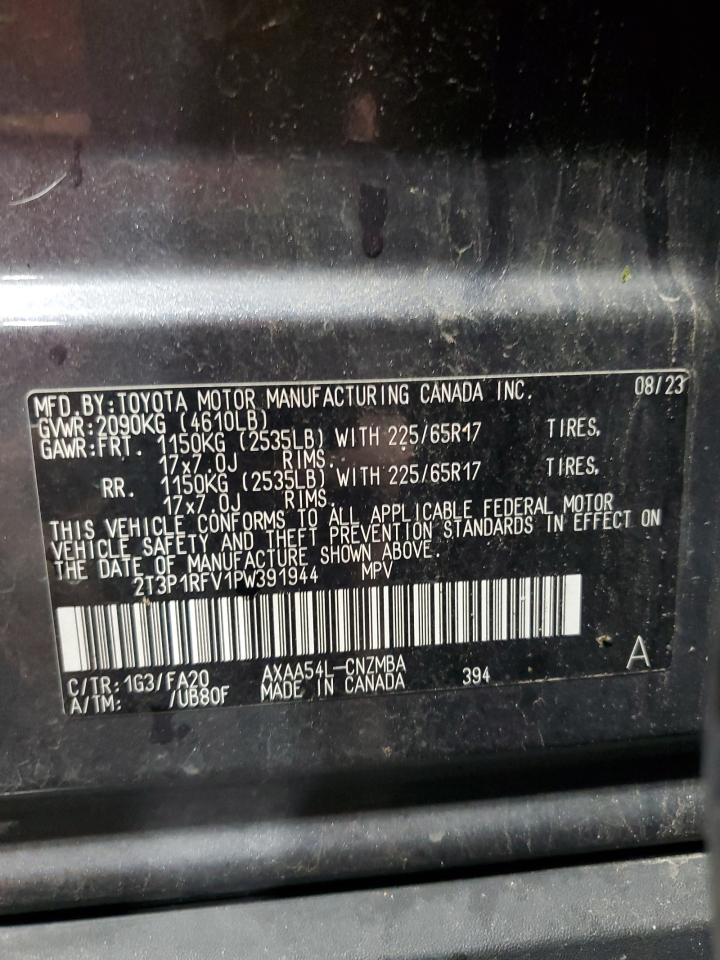 MFD.BY:TOYOTA MOTOR MANUFACTURING CANADA INC. 08/23
GVWR:2090KG (4610LB)
GAWR:FRT. 1150KG (2535LB) WITH 225/65R17 TIRES,
17x7.0J RIMS.
RR. 1150KG (2535LB) WITH 225/65R17 TIRES,
17x7.0J RIMS.
THIS VEHICLE CONFORMS TO ALL APPLICABLE FEDERAL MOTOR
VEHICLE SAFETY AND THEFT PREVENTION STANDARDS IN EFFECT ON
THE DATE OF MANUFACTURE SHOWN ABOVE.
2T3P1RFV1PW391944 MPV
C/TR:1G3/FA20 AXAA54L-CNZMBA 394 A
A/TM: /UB80F MADE IN CANADA